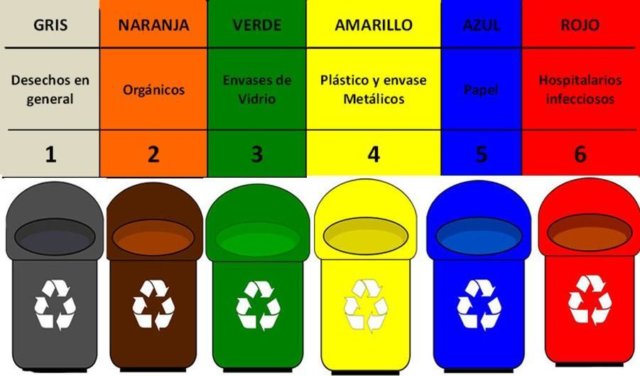 GRIS
NARANJA
VERDE
AMARILLO
AZUL
ROJO
Desechos en
general
Orgánicos
Envases de
Vidrio
Plástico y envase
Metálicos
Papel
Hospitalarios
infecciosos
1
2
3
4
5
6